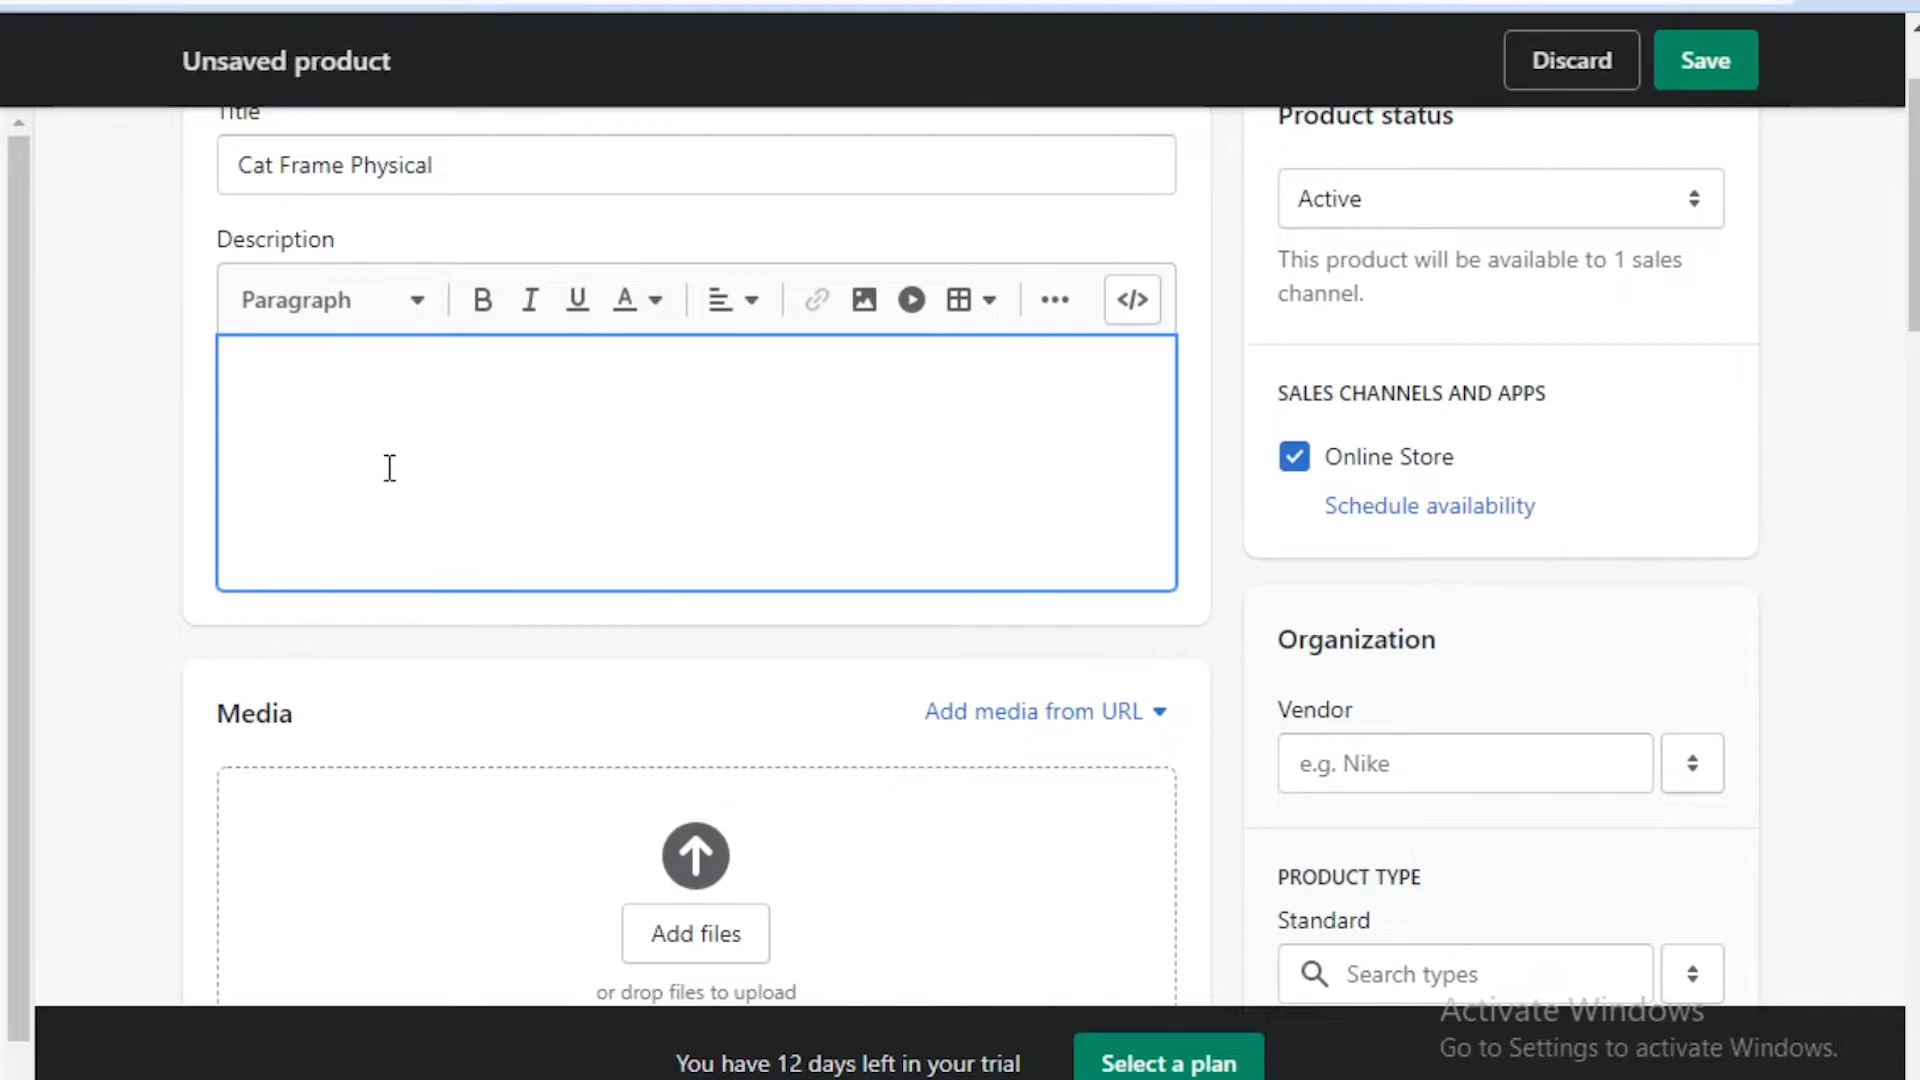 Unsaved product
Discard
Save
Title
Cat Frame Physical
Description
Paragraph
B I U A
</>
Media
Add media from URL
Add files
or drop files to upload
Product status
Active
This product will be available to 1 sales
channel.
SALES CHANNELS AND APPS
Online Store
Schedule availability
Organization
Vendor
e.g. Nike
PRODUCT TYPE
Standard
Search types
Activate Windows
Go to Settings to activate Windows.
You have 12 days left in your trial
Select a plan